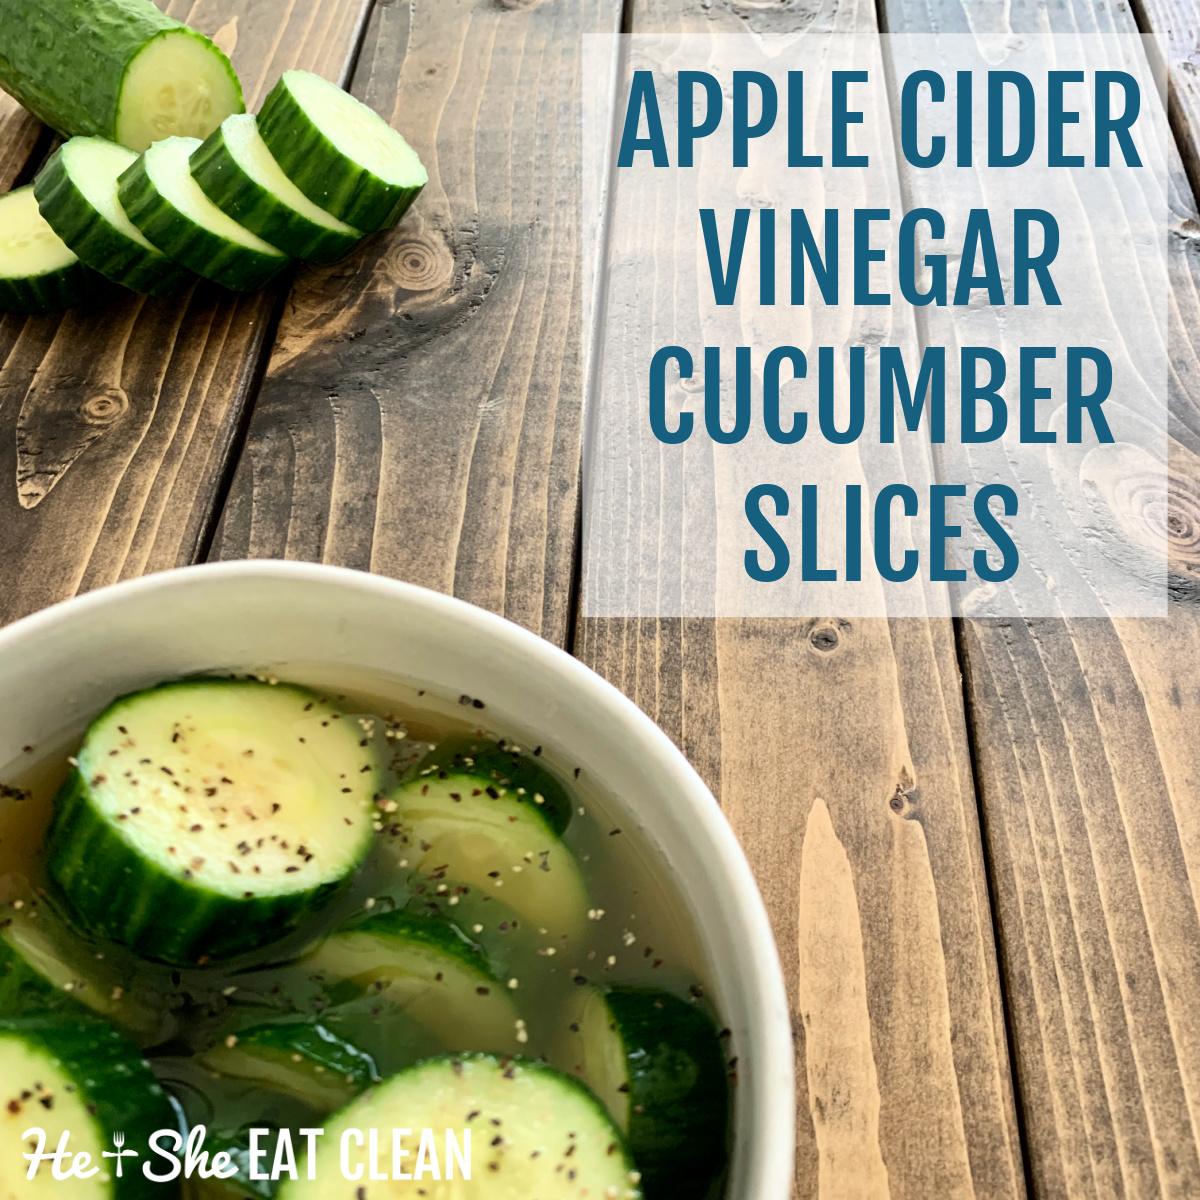 APPLE CIDER
VINEGAR
CUCUMBER
SLICES
He + She EAT CLEAN